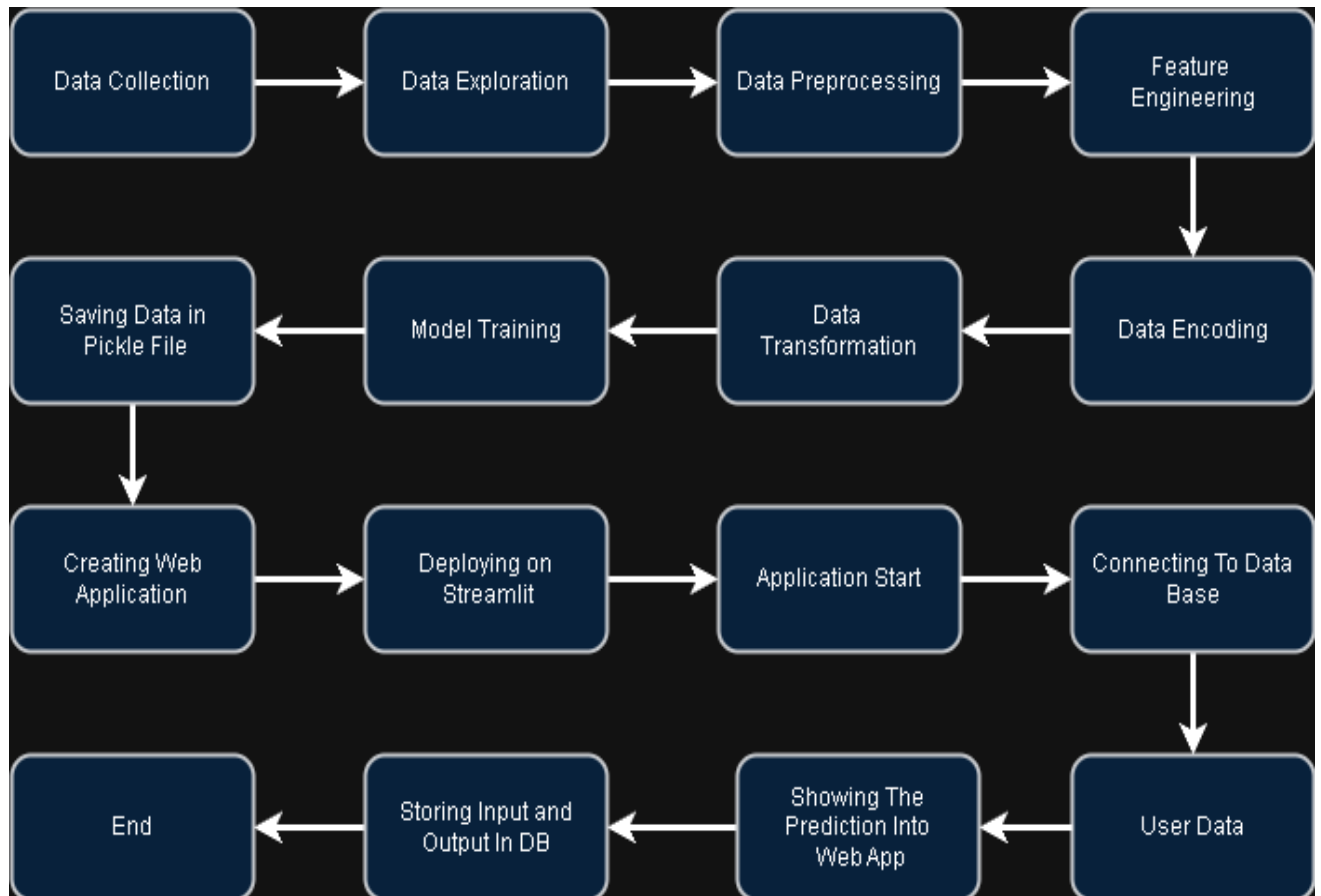 Data Collection
Data Exploration
Data Preprocessing
Feature
Engineering
Data Encoding
Data
Transformation
Model Training
Saving Data in
Pickle File
Creating Web
Application
Deploying on
Streamlit
Application Start
Connecting To Data
Base
User Data
Showing The
Prediction Into
Web App
Storing Input and
Output In DB
End